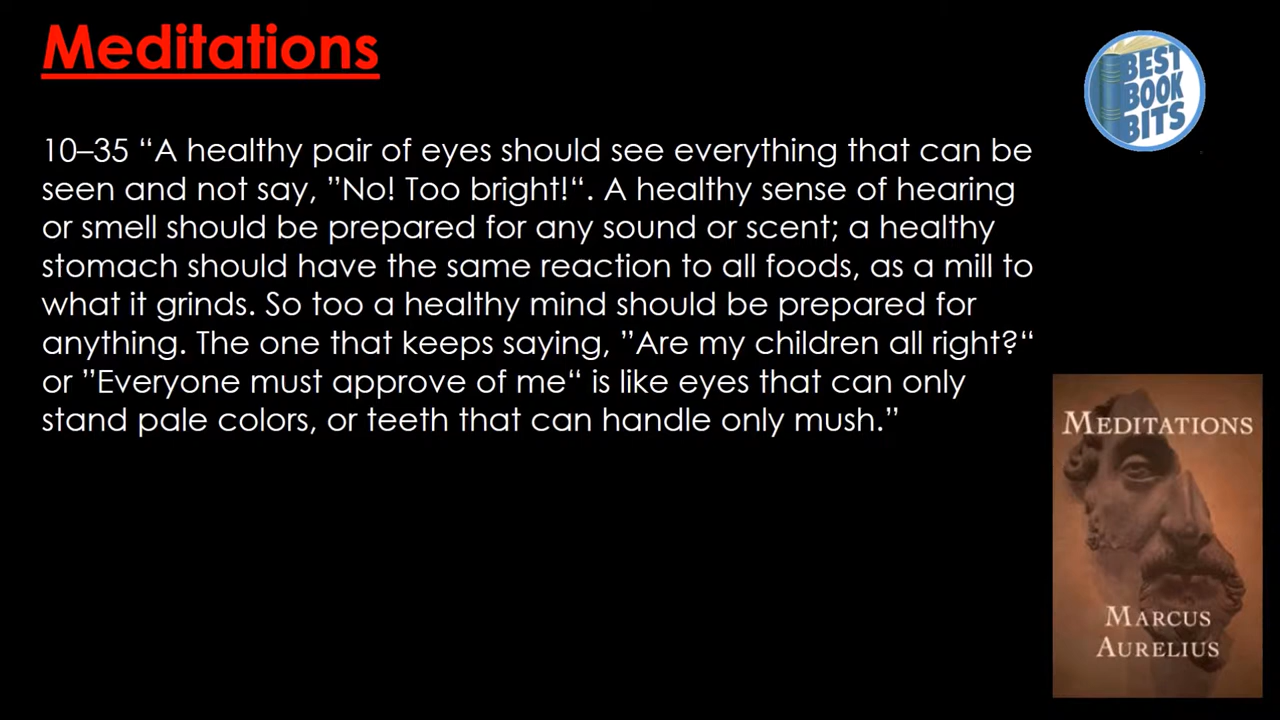 Meditations
BEST
BOOK
BITS
10–35 “A healthy pair of eyes should see everything that can be
seen and not say, ”No! Too bright!“. A healthy sense of hearing
or smell should be prepared for any sound or scent; a healthy
stomach should have the same reaction to all foods, as a mill to
what it grinds. So too a healthy mind should be prepared for
anything. The one that keeps saying, ”Are my children all right?“
or ”Everyone must approve of me“ is like eyes that can only
stand pale colors, or teeth that can handle only mush.”
MEDITATIONS
MARCUS
AURELIUS